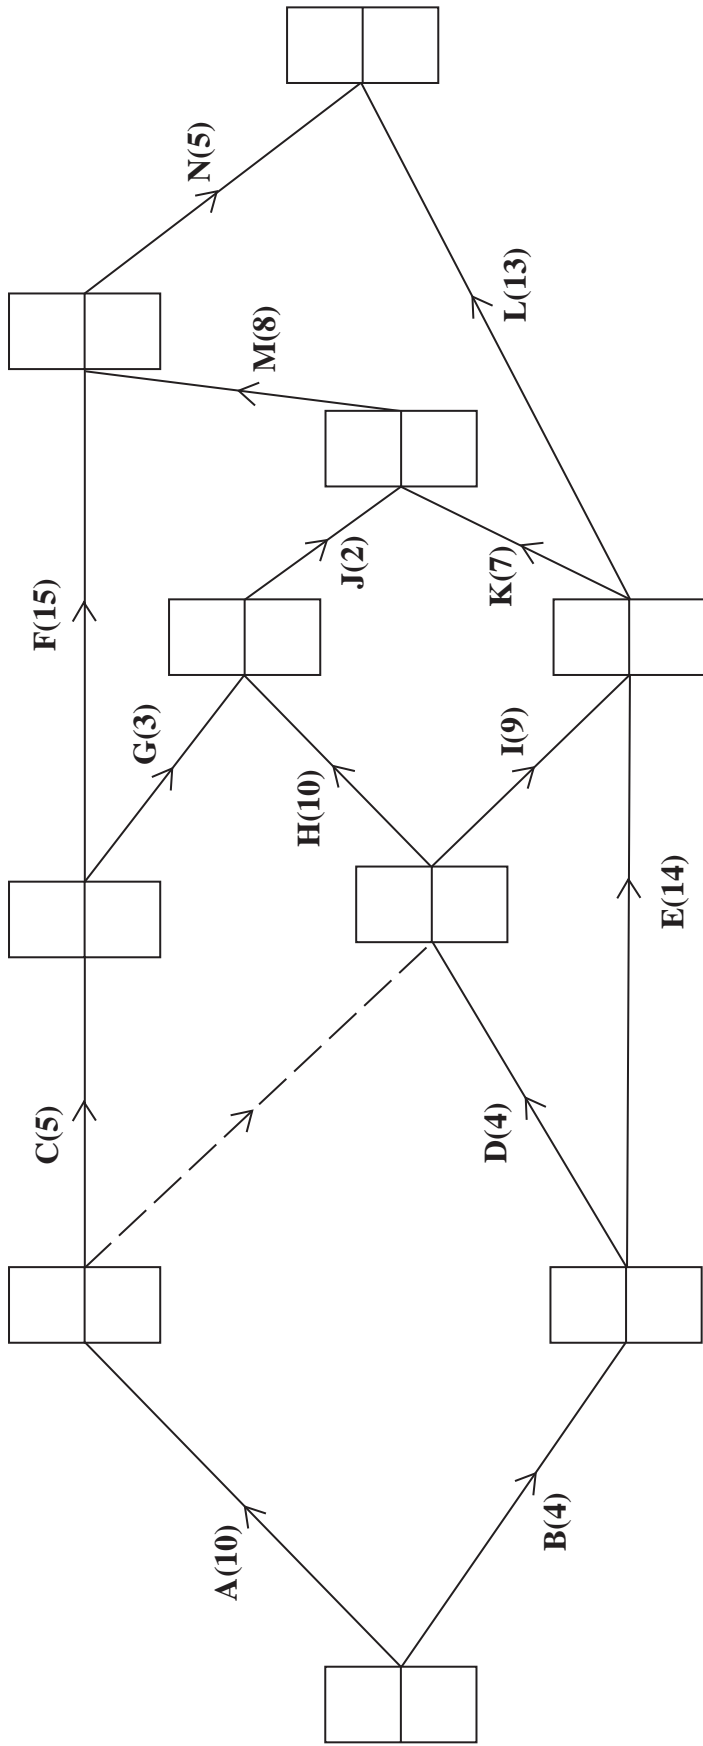 A(10)
B(4)
C(5)
D(4)
E(14)
F(15)
G(3)
H(10)
I(9)
J(2)
K(7)
L(13)
M(8)
N(5)